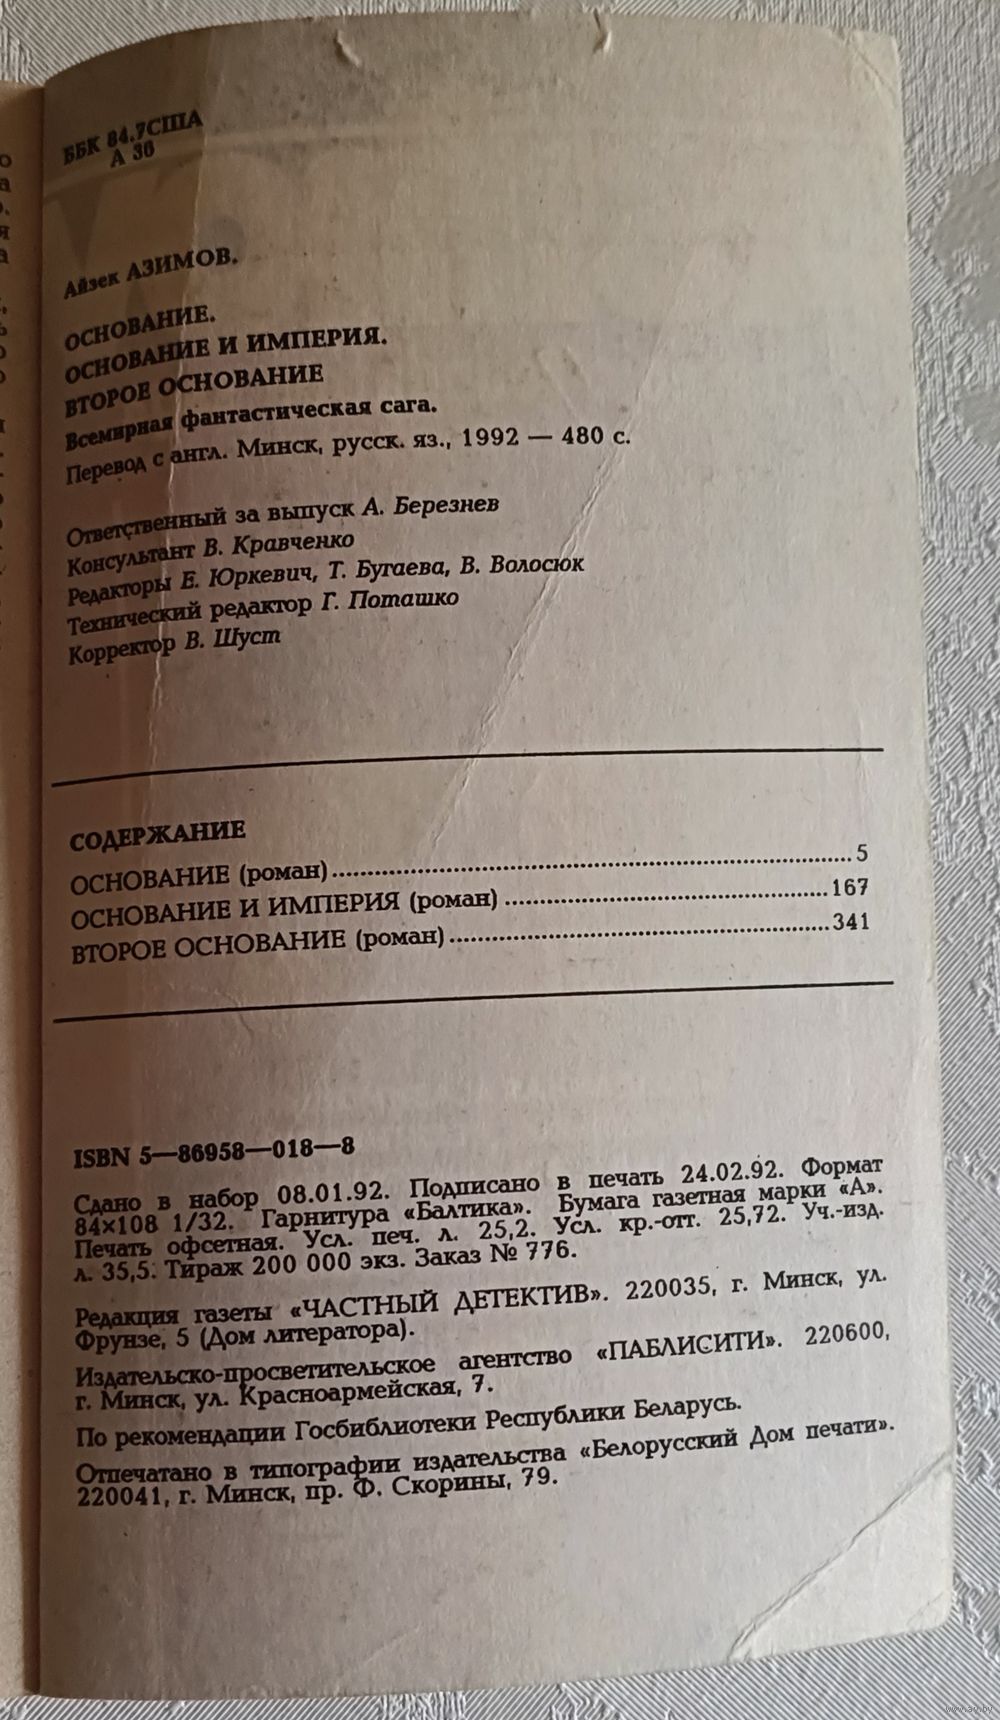 ББК 84.7США
А 36
Айзек АЗИМОВ.
ОСНОВАНИЕ.
ОСНОВАНИЕ И ИМПЕРИЯ.
ВТОРОЕ ОСНОВАНИЕ
Всемирная фантастическая сага.
Перевод с англ. Минск, русск. яз., 1992 — 480 с.
Ответственный за выпуск А. Березнев
Консультант В. Кравченко
Редакторы Е. Юркевич, Т. Бугаева, В. Волосюк
Технический редактор Г. Поташко
Корректор В. Шуст
СОДЕРЖАНИЕ
ОСНОВАНИЕ (роман)..........5
ОСНОВАНИЕ И ИМПЕРИЯ (роман)..........167
ВТОРОЕ ОСНОВАНИЕ (роман)..........341
ISBN 5—86958—018—8
Сдано в набор 08.01.92. Подписано в печать 24.02.92. Формат
84×108 1/32. Гарнитура «Балтика». Бумага газетная марки «А».
Печать офсетная. Усл. печ. л. 25,2. Усл. кр.-отт. 25,72. Уч.-изд.
л. 35,5. Тираж 200 000 экз. Заказ № 776.
Редакция газеты «ЧАСТНЫЙ ДЕТЕКТИВ». 220035, г. Минск, ул.
Фрунзе, 5 (Дом литератора).
Издательско-просветительское агентство «ПАБЛИСИТИ». 220600,
г. Минск, ул. Красноармейская, 7.
По рекомендации Госбиблиотеки Республики Беларусь.
Отпечатано в типографии издательства «Белорусский Дом печати».
220041, г. Минск, пр. Ф. Скорины, 79.
www.av.by